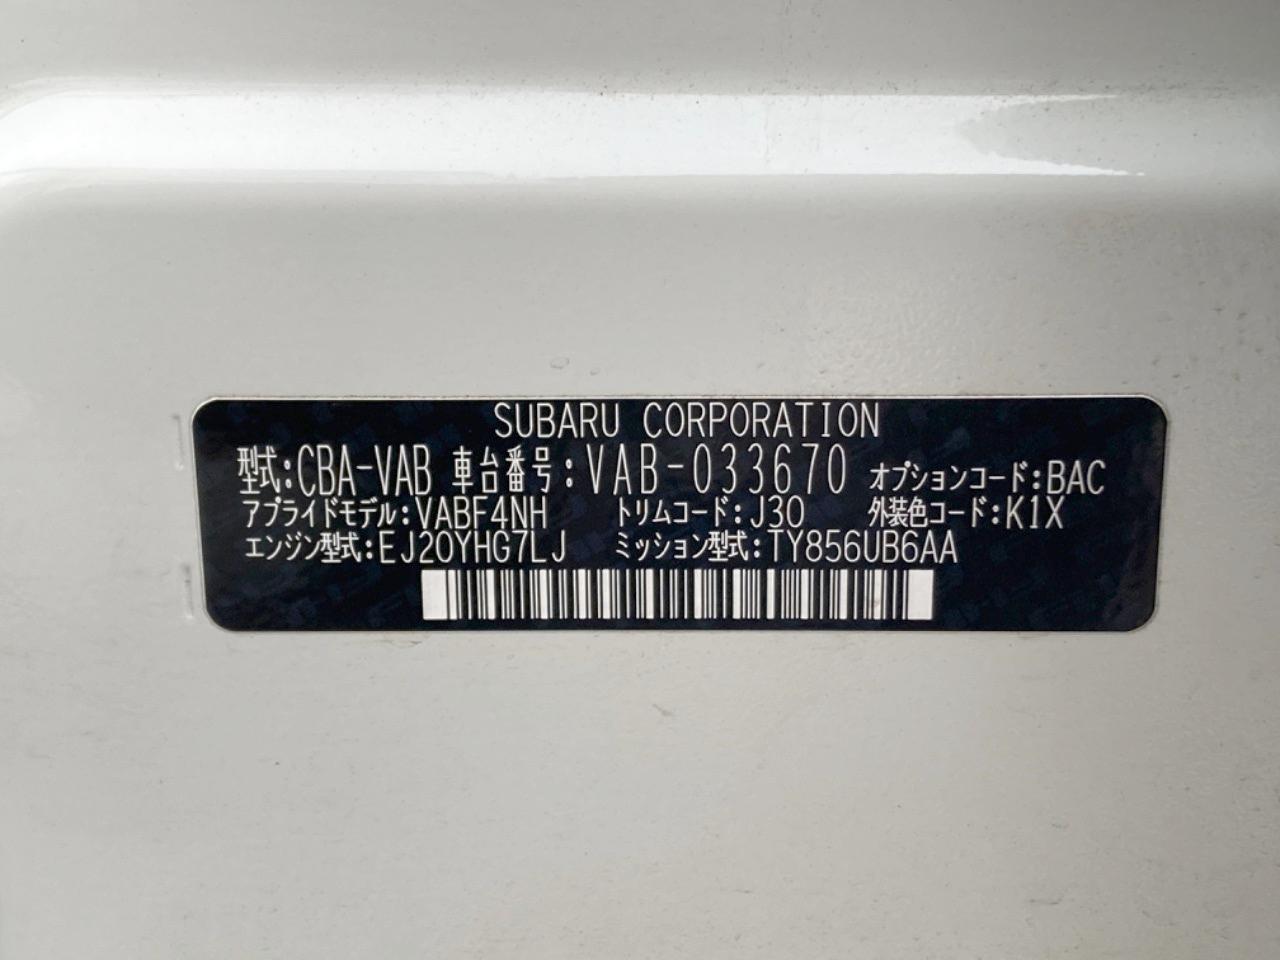 SUBARU CORPORATION
型式:CBA-VAB 車台番号:VAB-033670 オプションコード:BAC
アプライドモデル:VABF4NH トリムコード:J30 外装色コード:K1X
エンジン型式:EJ20YHG7LJ ミッション型式:TY856UB6AA